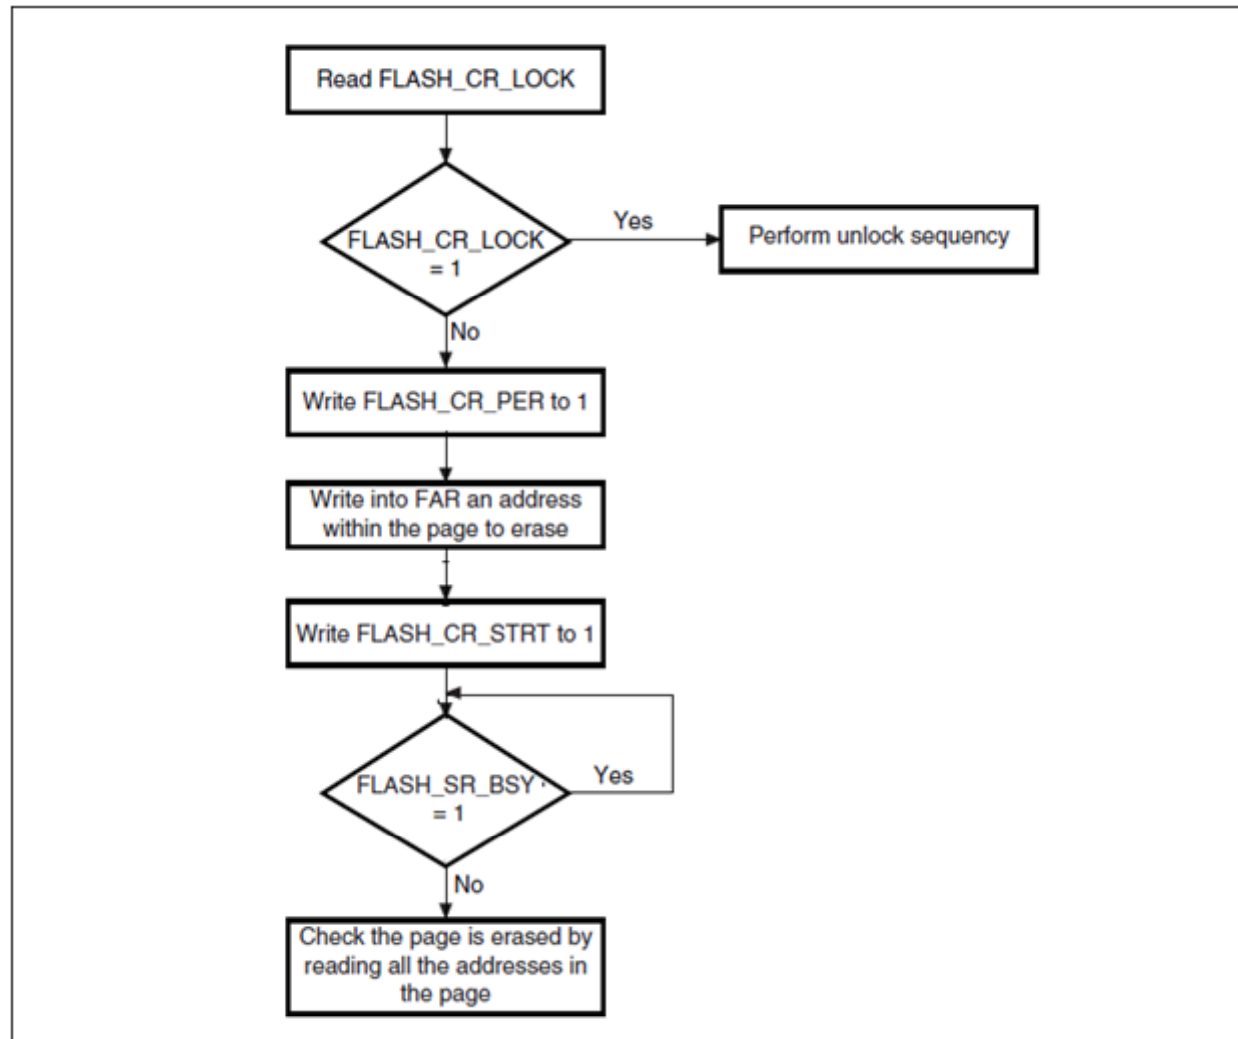 Read FLASH_CR_LOCK
FLASH_CR_LOCK
= 1
Yes
Perform unlock sequency
No
Write FLASH_CR_PER to 1
Write into FAR an address
within the page to erase
Write FLASH_CR_STRT to 1
FLASH_SR_BSY
= 1
Yes
No
Check the page is erased by
reading all the addresses in
the page